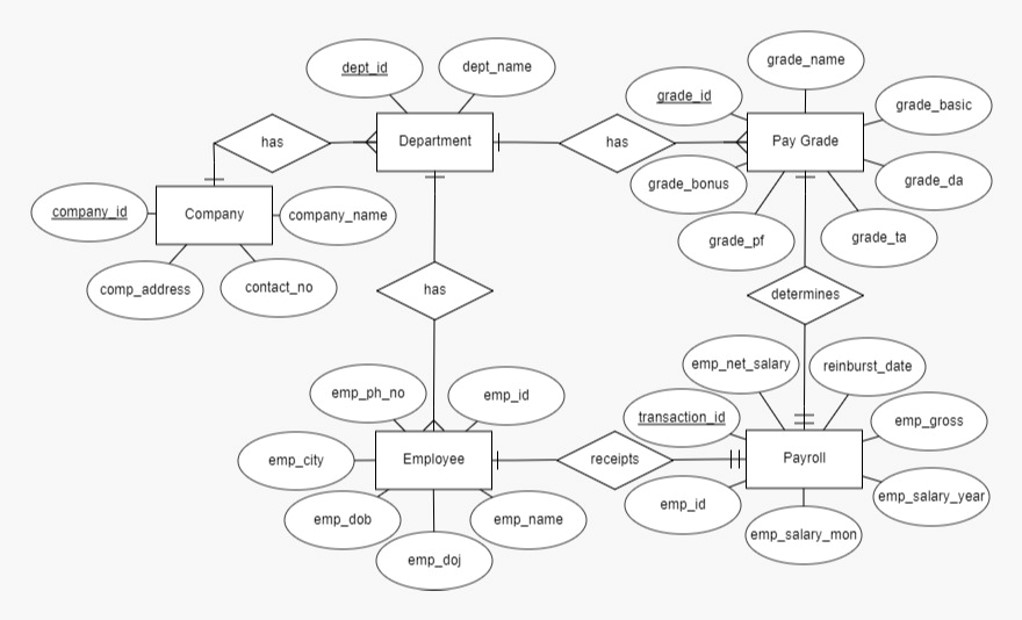 grade_name
dept_id
dept_name
grade_id
grade_basic
has
Department
has
Pay Grade
grade_bonus
grade_da
company_id
Company
company_name
grade_pf
grade_ta
comp_address
contact_no
has
determines
emp_net_salary
reinburst_date
emp_ph_no
emp_id
transaction_id
emp_gross
emp_city
Employee
receipts
Payroll
emp_id
emp_salary_year
emp_dob
emp_name
emp_salary_mon
emp_doj